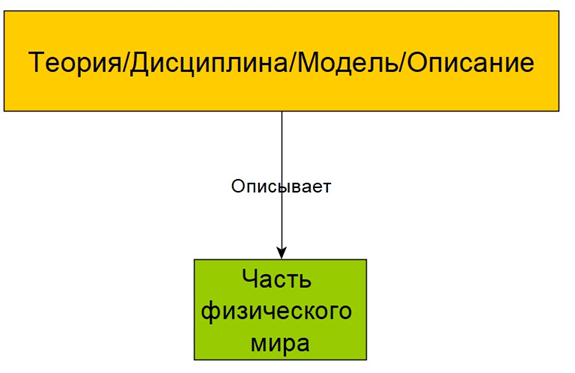 Теория/Дисциплина/Модель/Описание
Описывает
Часть
физического
мира